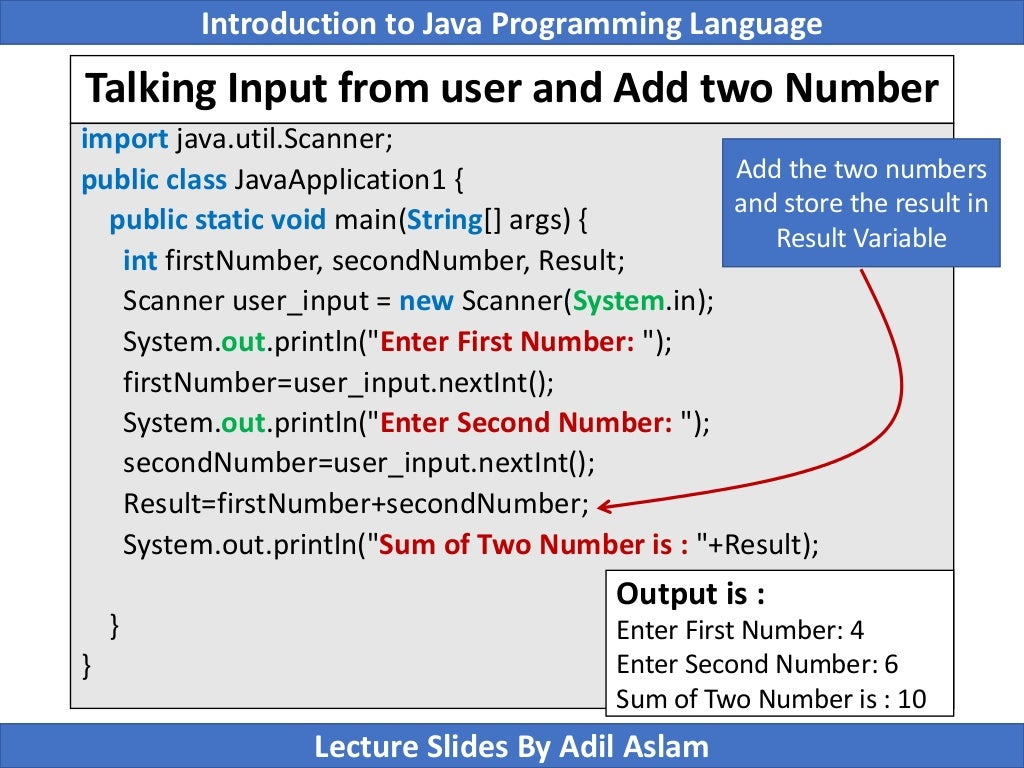 Introduction to Java Programming Language
Talking Input from user and Add two Number
import java.util.Scanner;
public class JavaApplication1 {
public static void main(String[] args) {
int firstNumber, secondNumber, Result;
Scanner user_input = new Scanner(System.in);
System.out.println("Enter First Number: ");
firstNumber=user_input.nextInt();
System.out.println("Enter Second Number: ");
secondNumber=user_input.nextInt();
Result=firstNumber+secondNumber;
System.out.println("Sum of Two Number is : "+Result);
}
}
Add the two numbers
and store the result in
Result Variable
Output is :
Enter First Number: 4
Enter Second Number: 6
Sum of Two Number is : 10
Lecture Slides By Adil Aslam